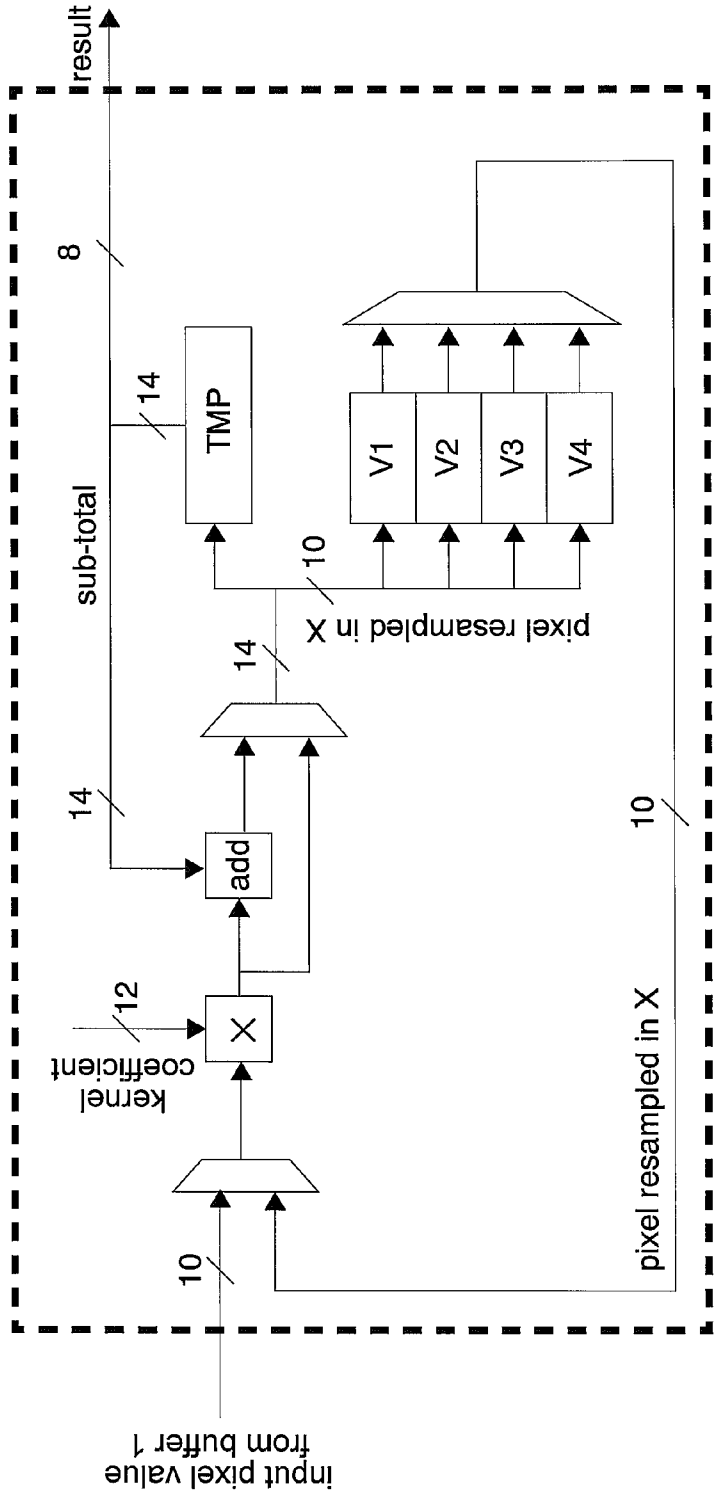 result
8
14
sub-total
TMP
14
V1
V2
V3
V4
10
pixel resampled in X
14
add
12
kernel
coefficient
X
10
10
pixel resampled in X
input pixel value
from buffer 1